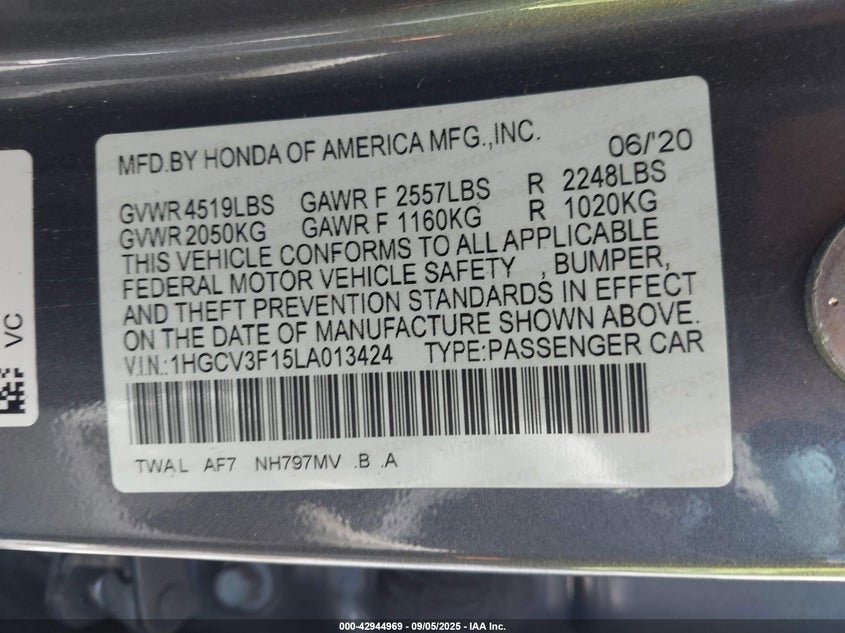 MFD.BY HONDA OF AMERICA MFG.,INC. 06/'20
GVWR 4519LBS GAWR F 2557LBS R 2248LBS
GVWR 2050KG GAWR F 1160KG R 1020KG
THIS VEHICLE CONFORMS TO ALL APPLICABLE
FEDERAL MOTOR VEHICLE SAFETY , BUMPER,
AND THEFT PREVENTION STANDARDS IN EFFECT
ON THE DATE OF MANUFACTURE SHOWN ABOVE.
V.I.N.:1HGCV3F15LA013424 TYPE:PASSENGER CAR
TWAL AF7 NH797MV .B .A
VC
000-42944969 - 09/05/2025 - IAA Inc.